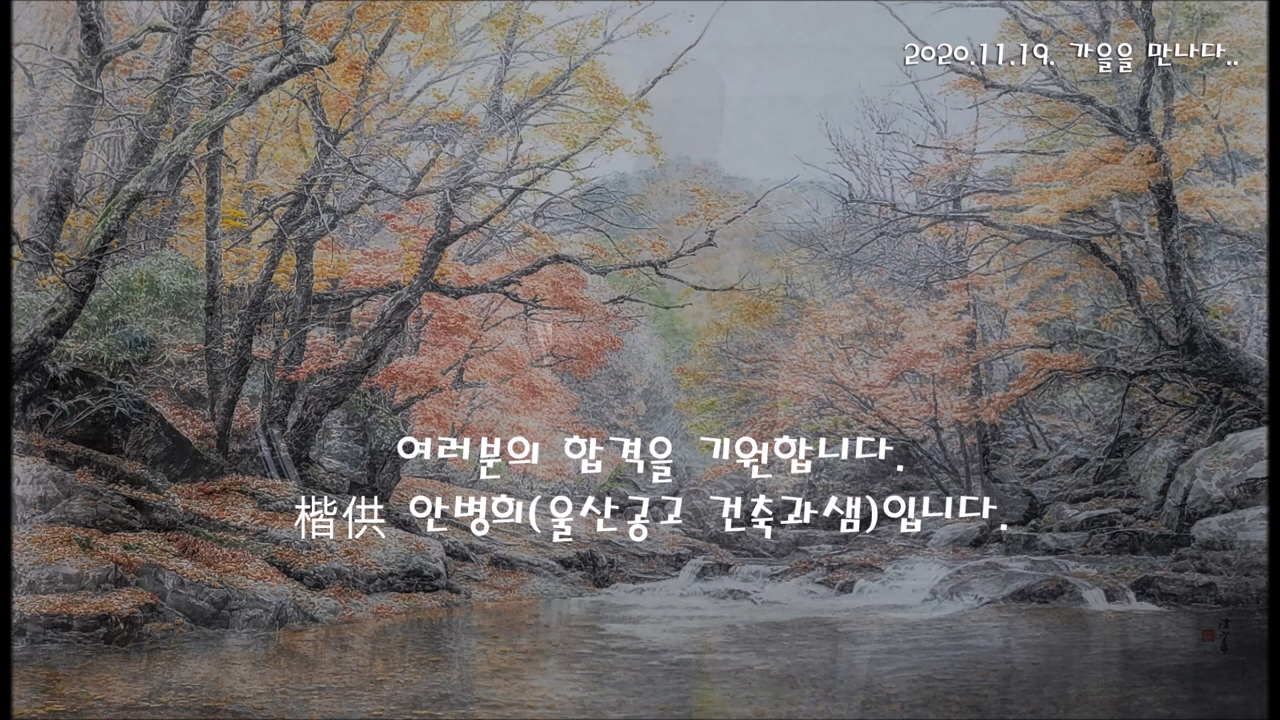 2020.11.19. 가을을 만나다..
여러분의 합격을 기원합니다.
楷供 안병희(울산공고 건축과샘)입니다.